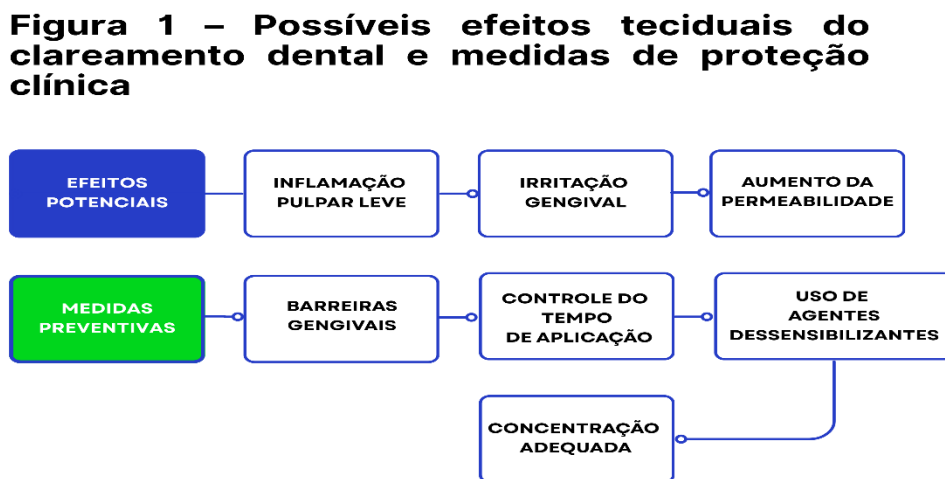 Figura 1 – Possíveis efeitos teciduais do
clareamento dental e medidas de proteção
clínica
EFEITOS
POTENCIAIS
INFLAMAÇÃO
PULPAR LEVE
IRRITAÇÃO
GENGIVAL
AUMENTO DA
PERMEABILIDADE
MEDIDAS
PREVENTIVAS
BARREIRAS
GENGIVAIS
CONTROLE DO
TEMPO
DE APLICAÇÃO
USO DE
AGENTES
DESSENSIBILIZANTES
CONCENTRAÇÃO
ADEQUADA